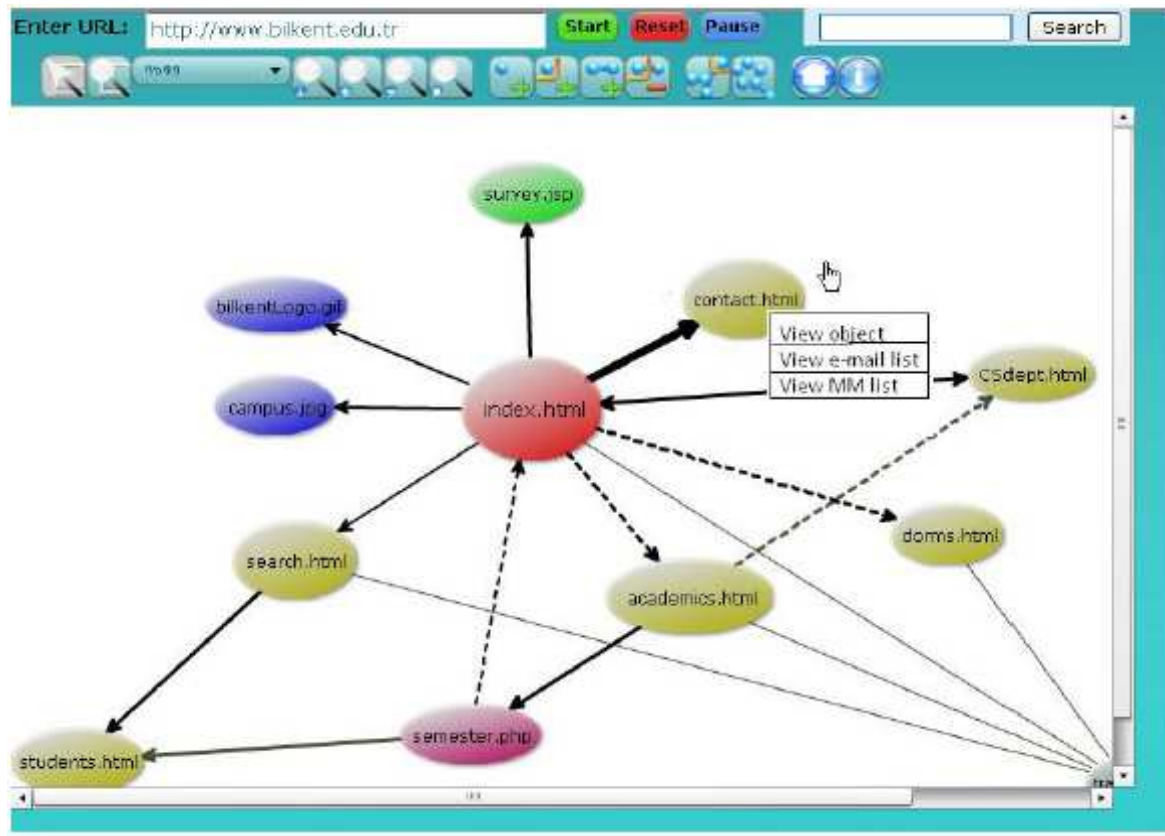 Enter URL: http://www.bilkent.edu.tr Start Reset Pause Search
survey.jsp
bilkentLogo.gif
contact.html
View object
View e-mail list
View MM list
CSdept.html
campus.jpg
index.html
dorms.html
search.html
academics.html
semester.php
students.html